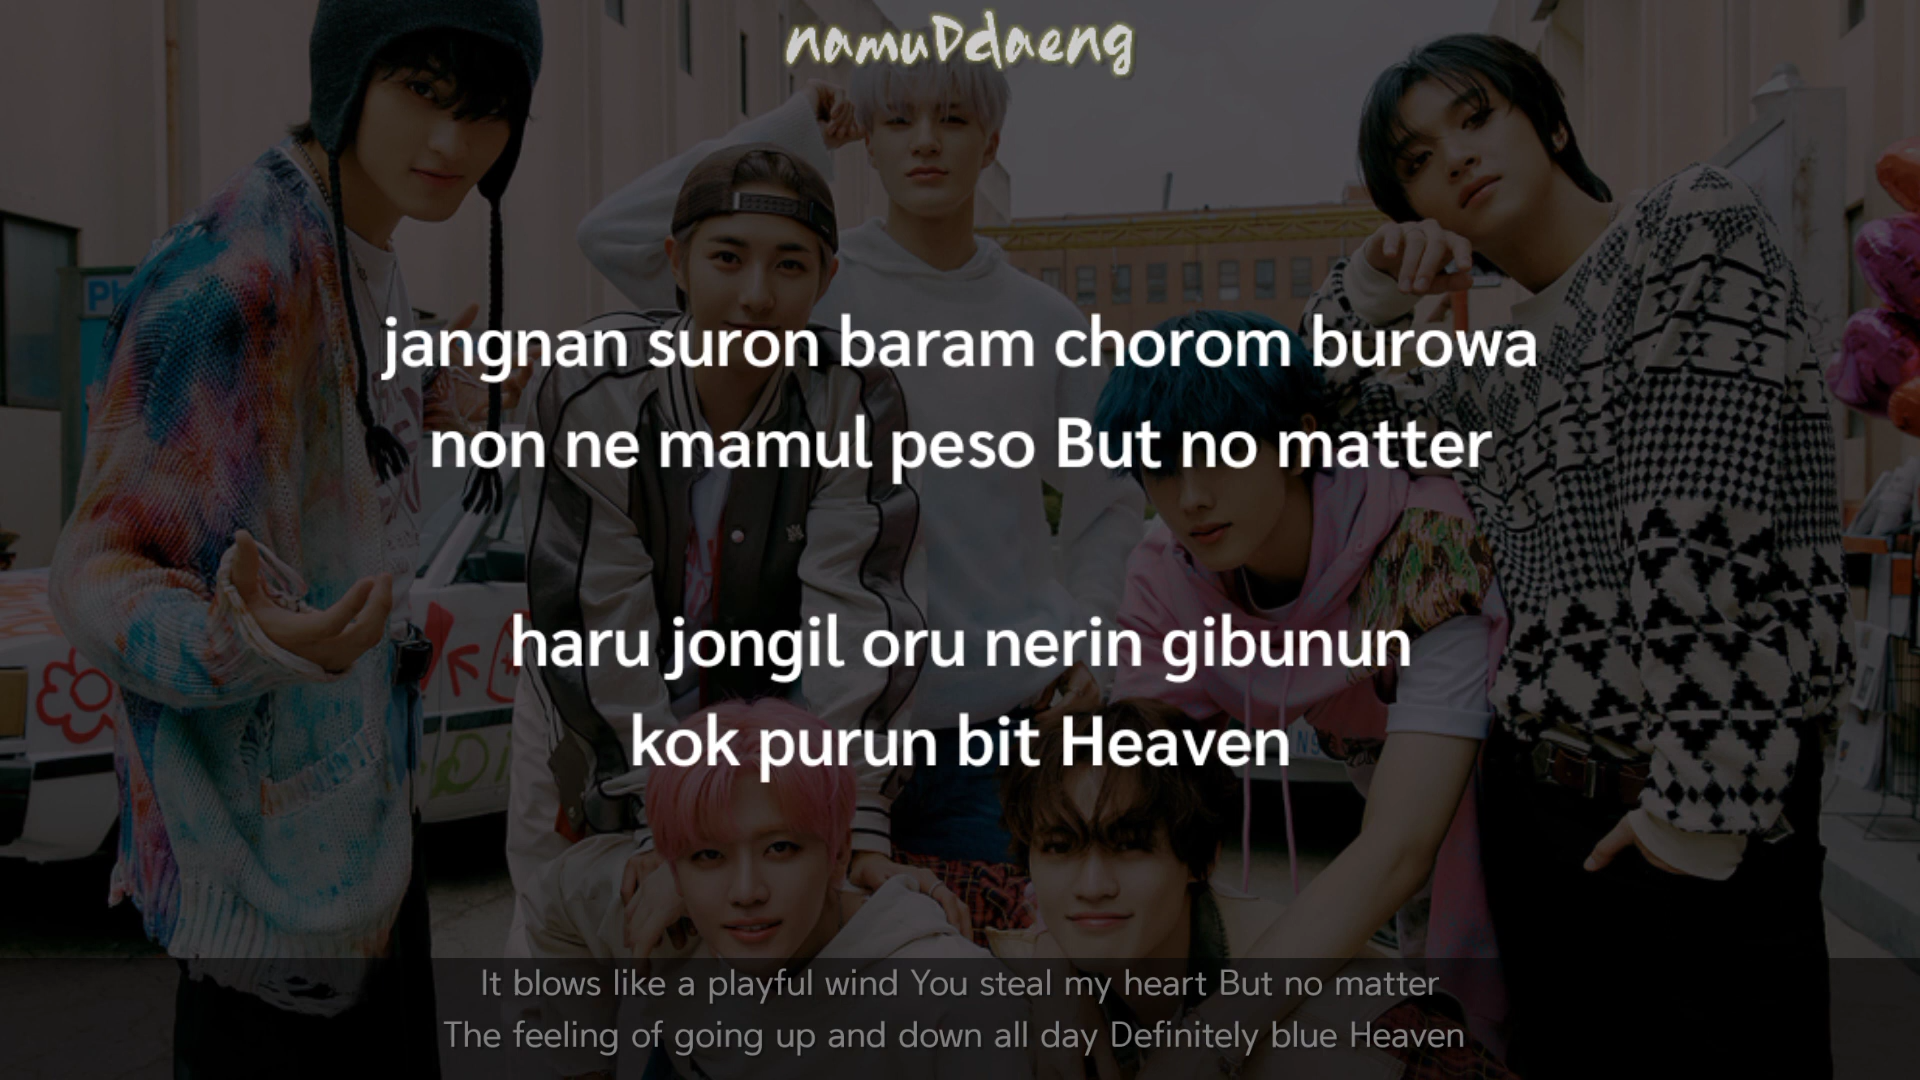 namuDdaeng
jangnan suron baram chorom burowa
non ne mamul peso But no matter
haru jongil oru nerin gibunun
kok purun bit Heaven
It blows like a playful wind You steal my heart But no matter
The feeling of going up and down all day Definitely blue Heaven